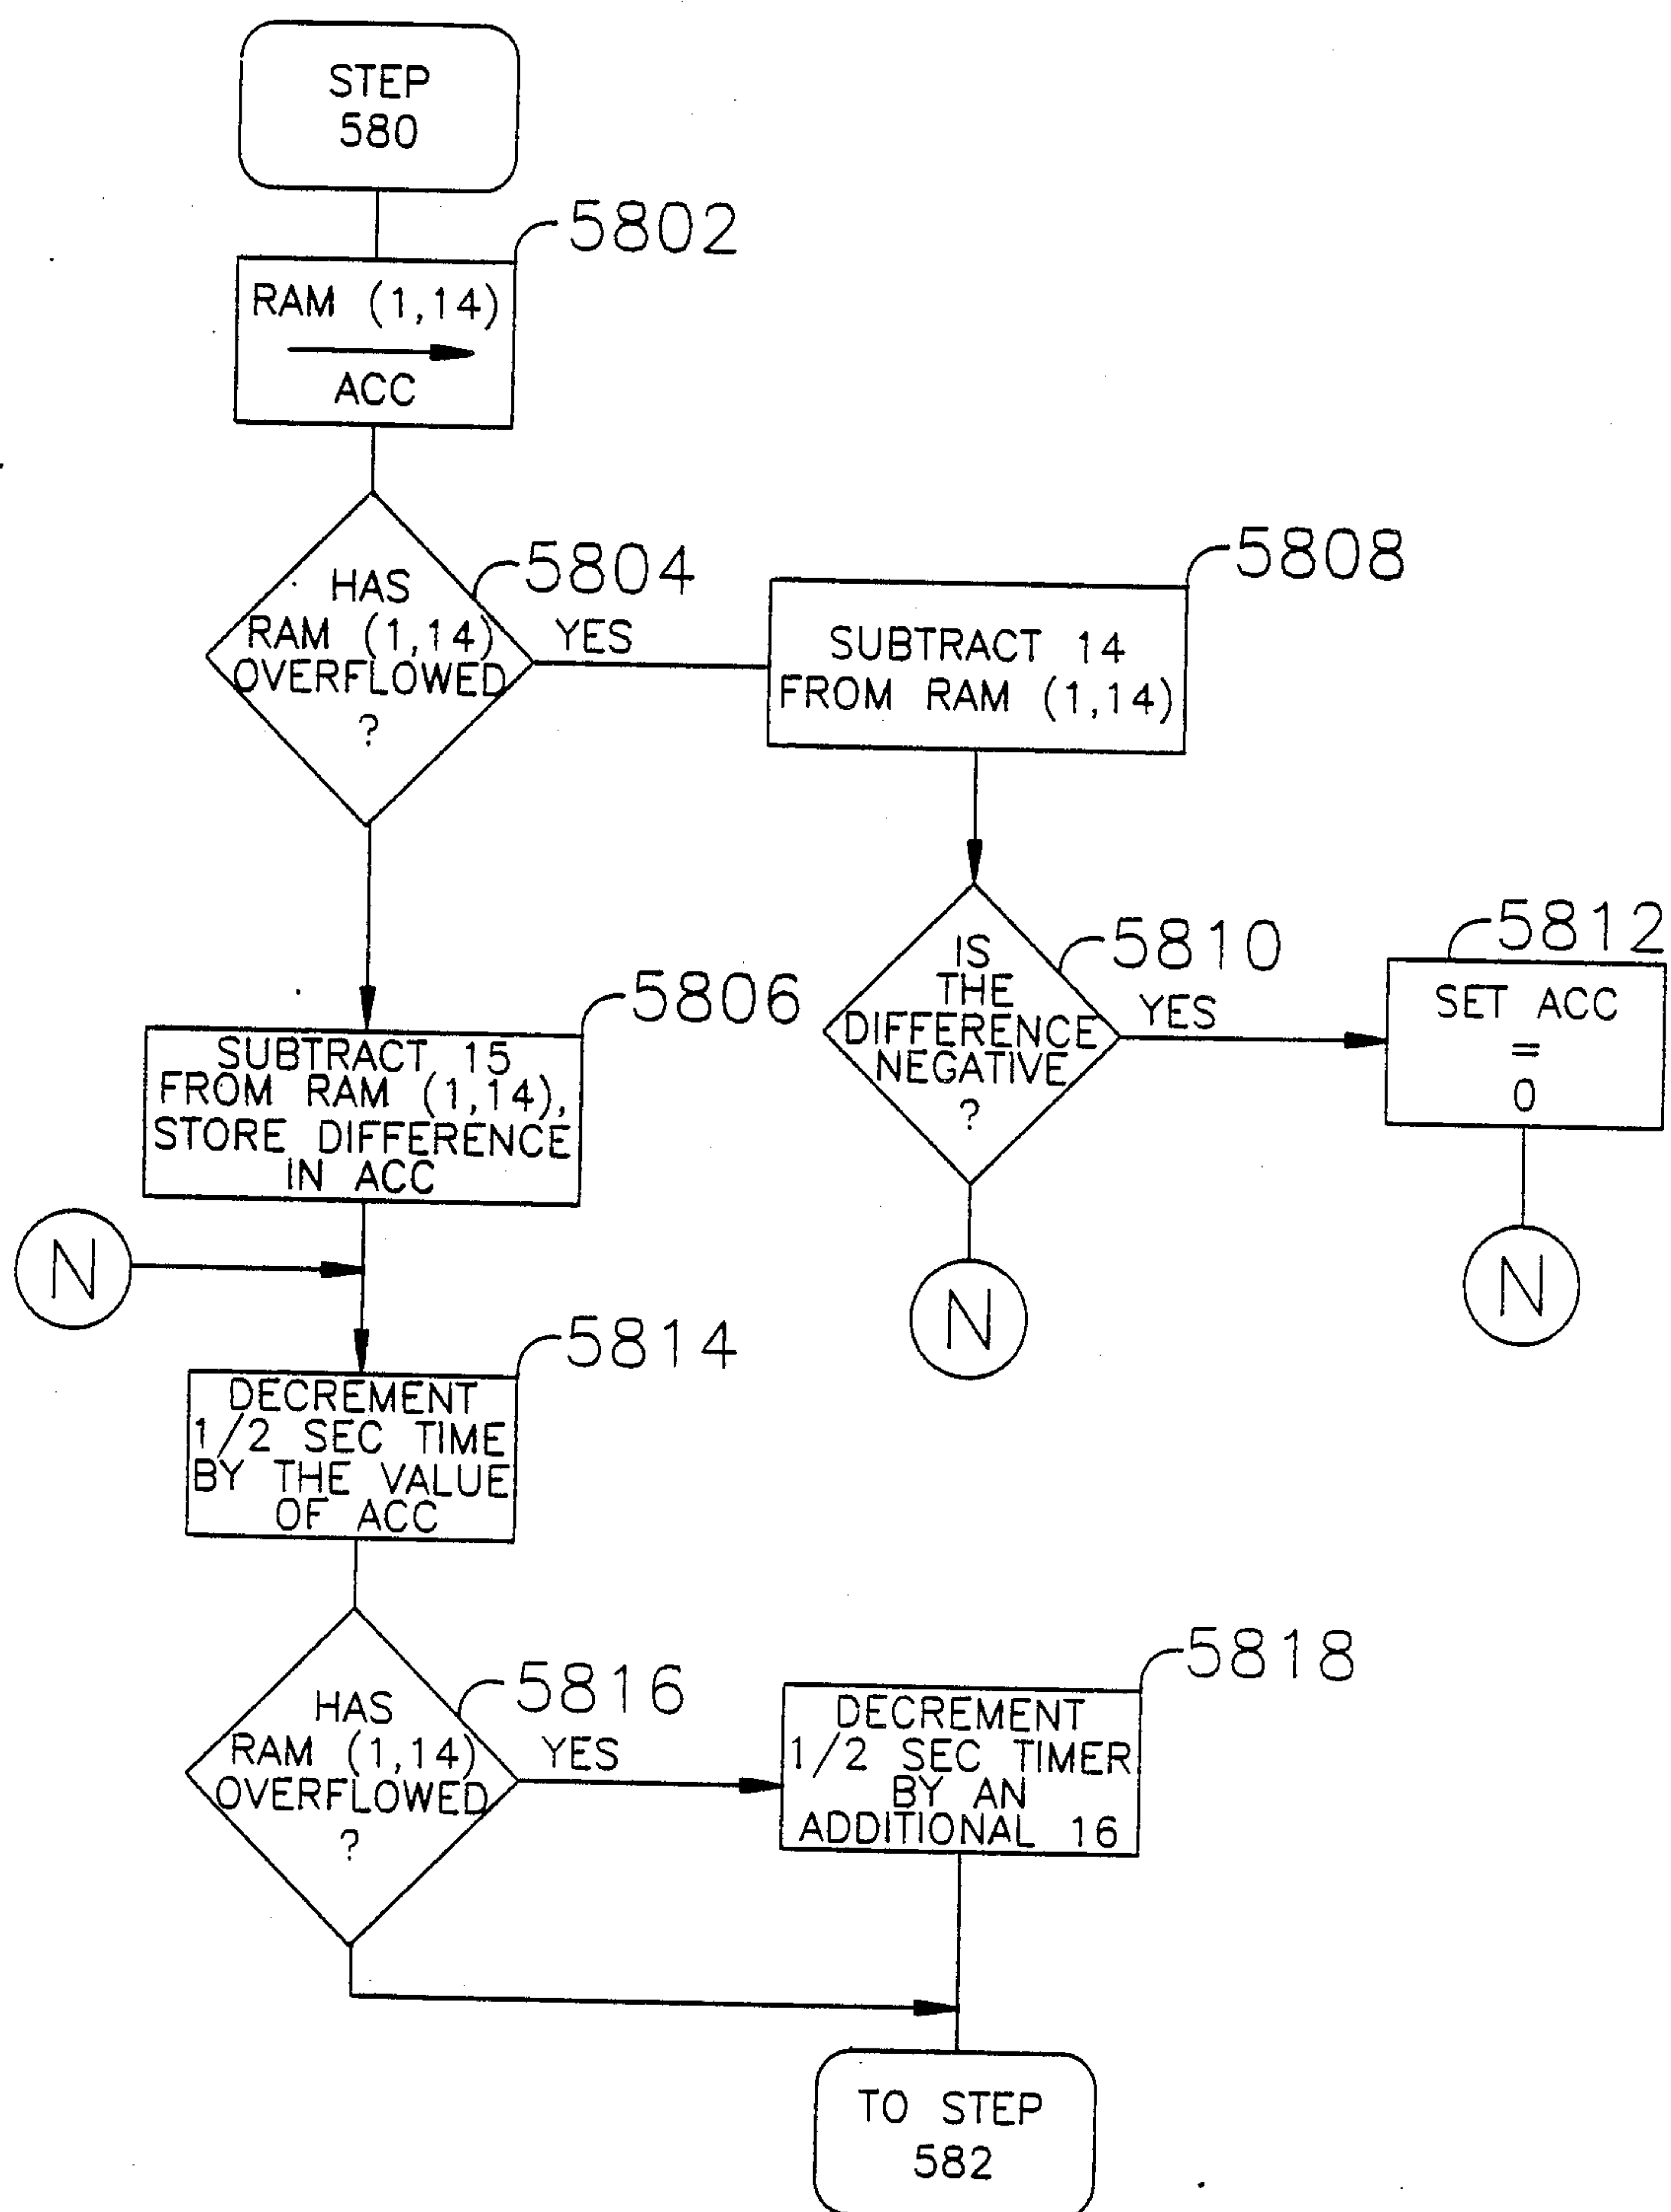 STEP
580
5802
RAM (1,14)
ACC
5804
HAS
RAM (1,14)
OVERFLOWED
?
YES
5808
SUBTRACT 14
FROM RAM (1,14)
5810
IS
THE
DIFFERENCE
NEGATIVE
?
YES
5812
SET ACC
=
0
5806
SUBTRACT 15
FROM RAM (1,14),
STORE DIFFERENCE
IN ACC
N
N
N
5814
DECREMENT
1/2 SEC TIME
BY THE VALUE
OF ACC
5816
HAS
RAM (1,14)
OVERFLOWED
?
YES
5818
DECREMENT
1/2 SEC TIMER
BY AN
ADDITIONAL 16
TO STEP
582